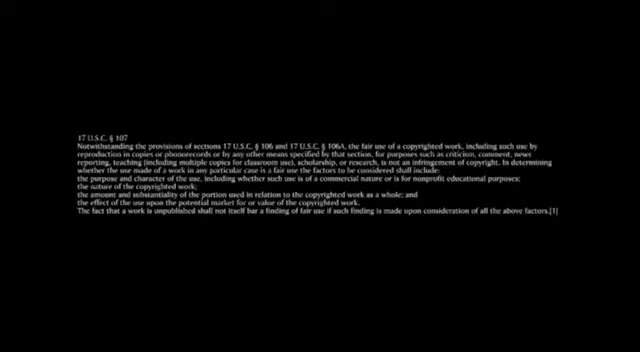 17 U.S.C. § 107
Notwithstanding the provisions of sections 17 U.S.C. § 106 and 17 U.S.C. § 106A, the fair use of a copyrighted work, including such use by
reproduction in copies or phonorecords or by any other means specified by that section, for purposes such as criticism, comment, news
reporting, teaching (including multiple copies for classroom use), scholarship, or research, is not an infringement of copyright. In determining
whether the use made of a work in any particular case is a fair use the factors to be considered shall include:
the purpose and character of the use, including whether such use is of a commercial nature or is for nonprofit educational purposes;
the nature of the copyrighted work;
the amount and substantiality of the portion used in relation to the copyrighted work as a whole; and
the effect of the use upon the potential market for or value of the copyrighted work.
The fact that a work is unpublished shall not itself bar a finding of fair use if such finding is made upon consideration of all the above factors.[1]